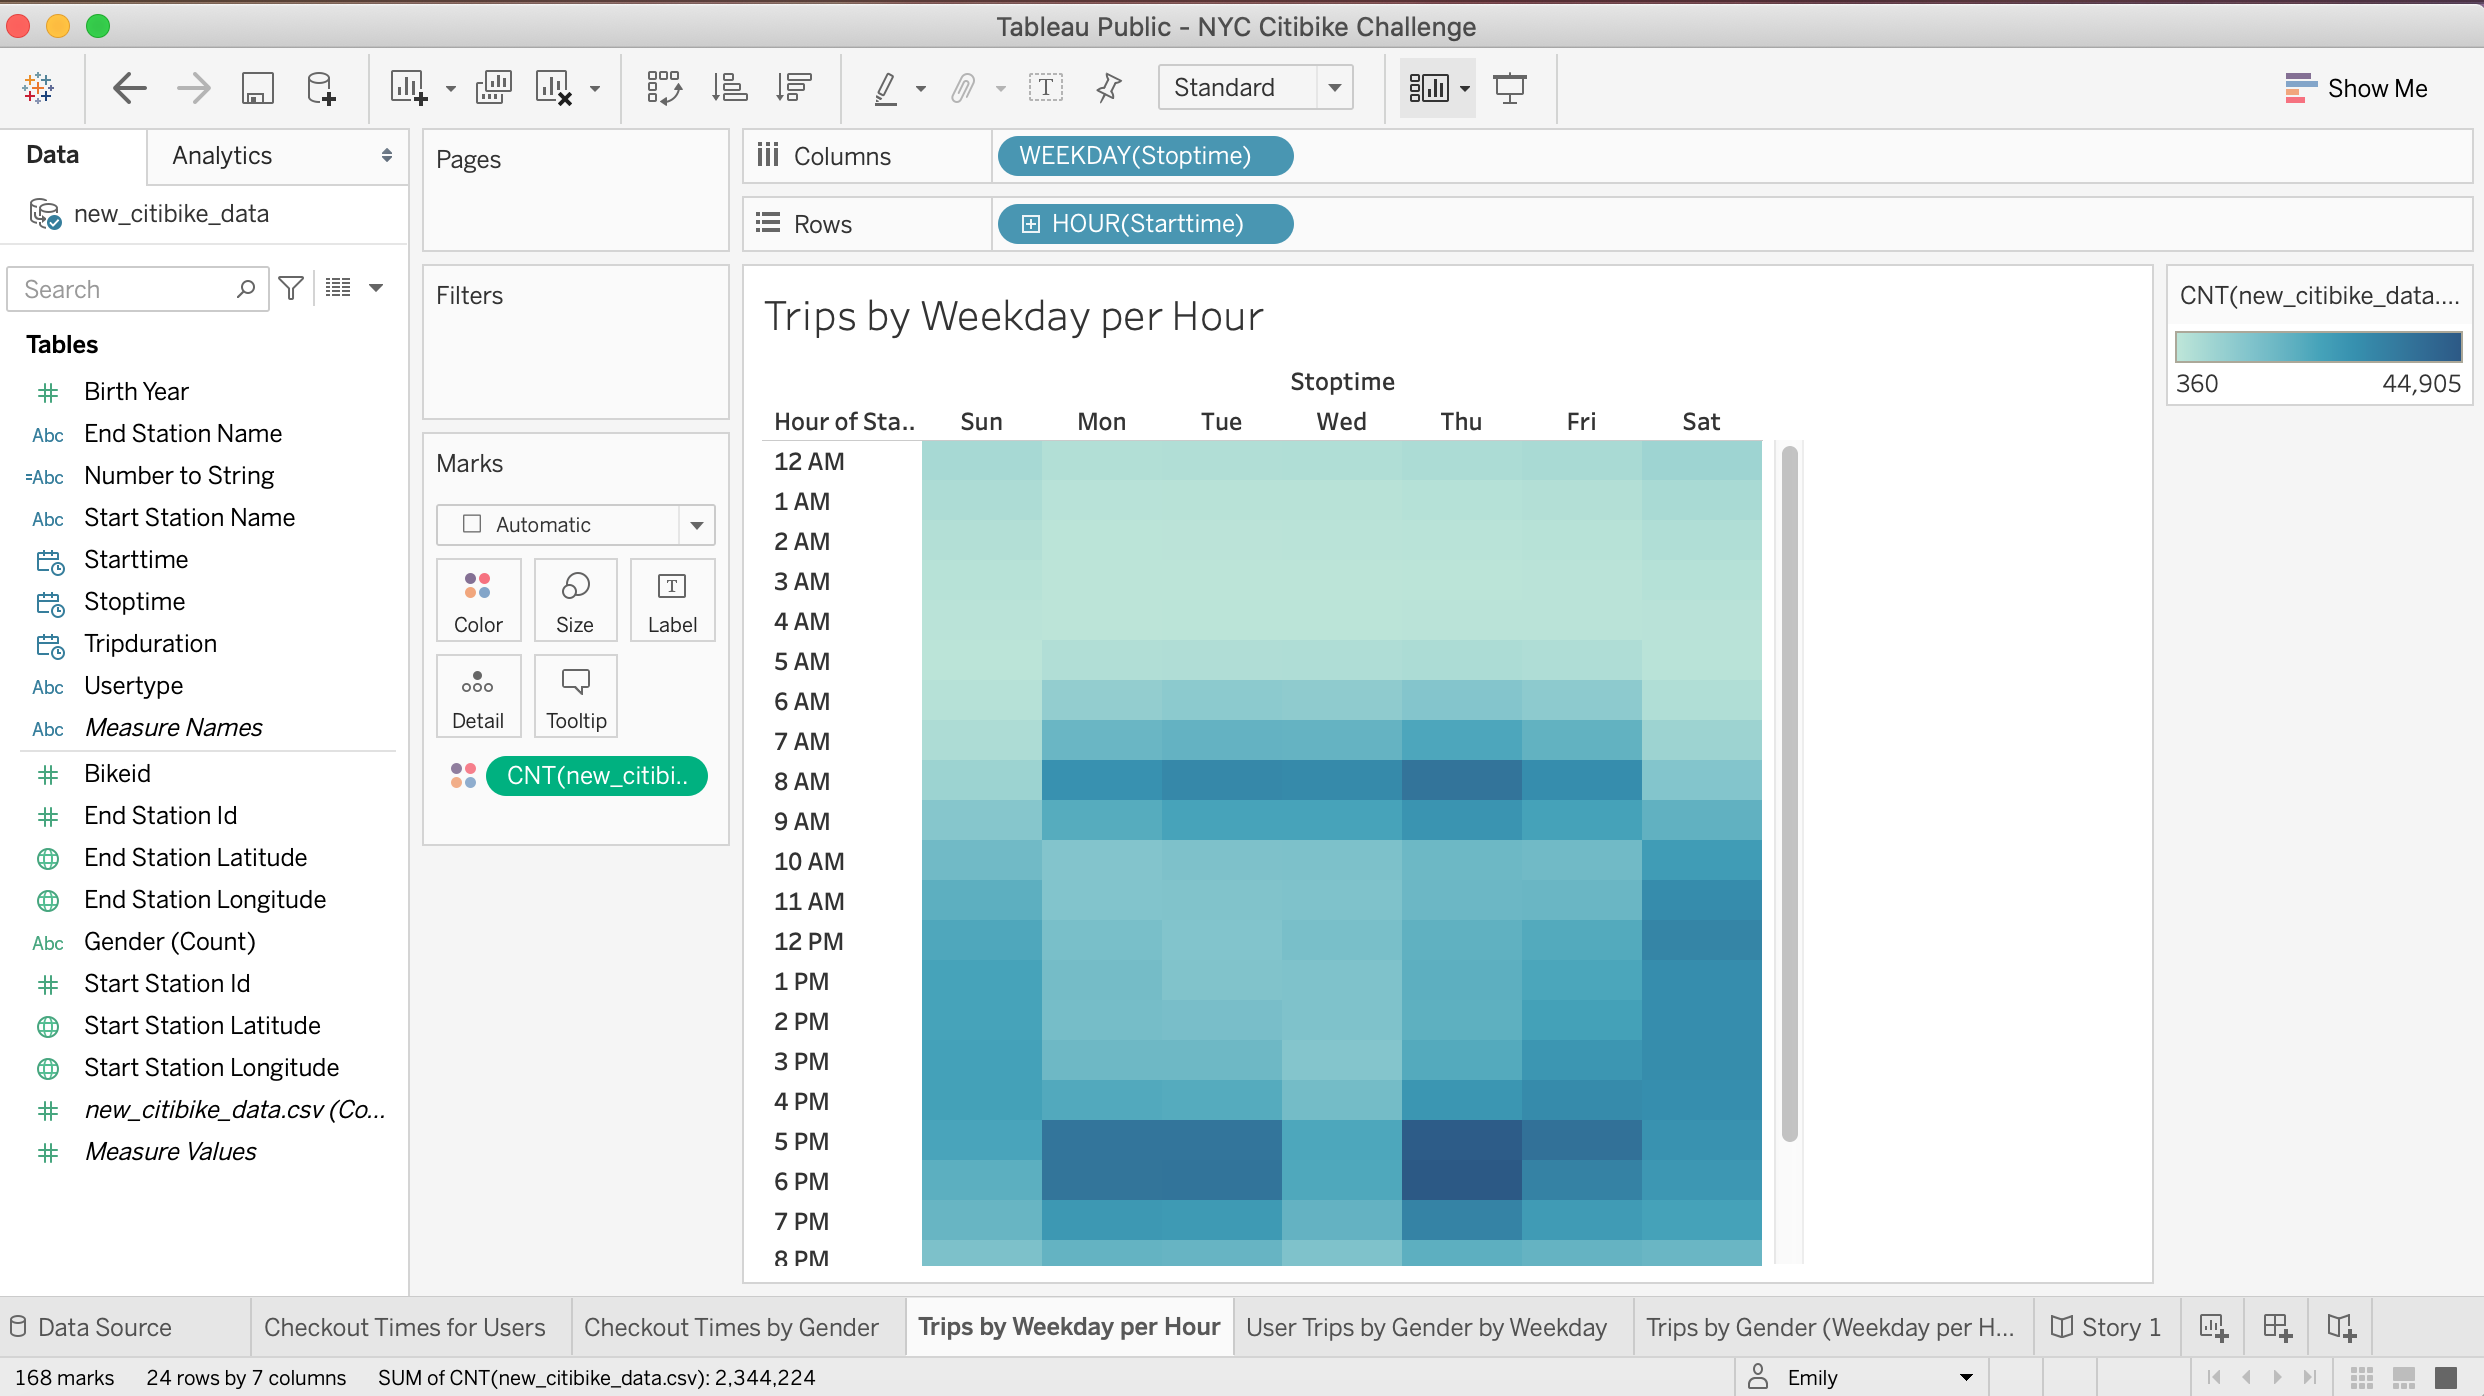 Tableau Public - NYC Citibike Challenge
Standard
Show Me
Data
Analytics
new_citibike_data
Search
Tables
Birth Year
Abc End Station Name
=Abc Number to String
Abc Start Station Name
Starttime
Stoptime
Tripduration
Abc Usertype
Abc Measure Names
Bikeid
End Station Id
End Station Latitude
End Station Longitude
Abc Gender (Count)
Start Station Id
Start Station Latitude
Start Station Longitude
new_citibike_data.csv (Co...
Measure Values
Pages
Filters
Marks
Automatic
Color Size Label
Detail Tooltip
CNT(new_citibi..
Columns WEEKDAY(Stoptime)
Rows HOUR(Starttime)
Trips by Weekday per Hour
Stoptime
Hour of Sta.. Sun Mon Tue Wed Thu Fri Sat
12 AM
1 AM
2 AM
3 AM
4 AM
5 AM
6 AM
7 AM
8 AM
9 AM
10 AM
11 AM
12 PM
1 PM
2 PM
3 PM
4 PM
5 PM
6 PM
7 PM
8 PM
CNT(new_citibike_data....
360 44,905
Data Source Checkout Times for Users Checkout Times by Gender Trips by Weekday per Hour User Trips by Gender by Weekday Trips by Gender (Weekday per H... Story 1
168 marks 24 rows by 7 columns SUM of CNT(new_citibike_data.csv): 2,344,224 Emily